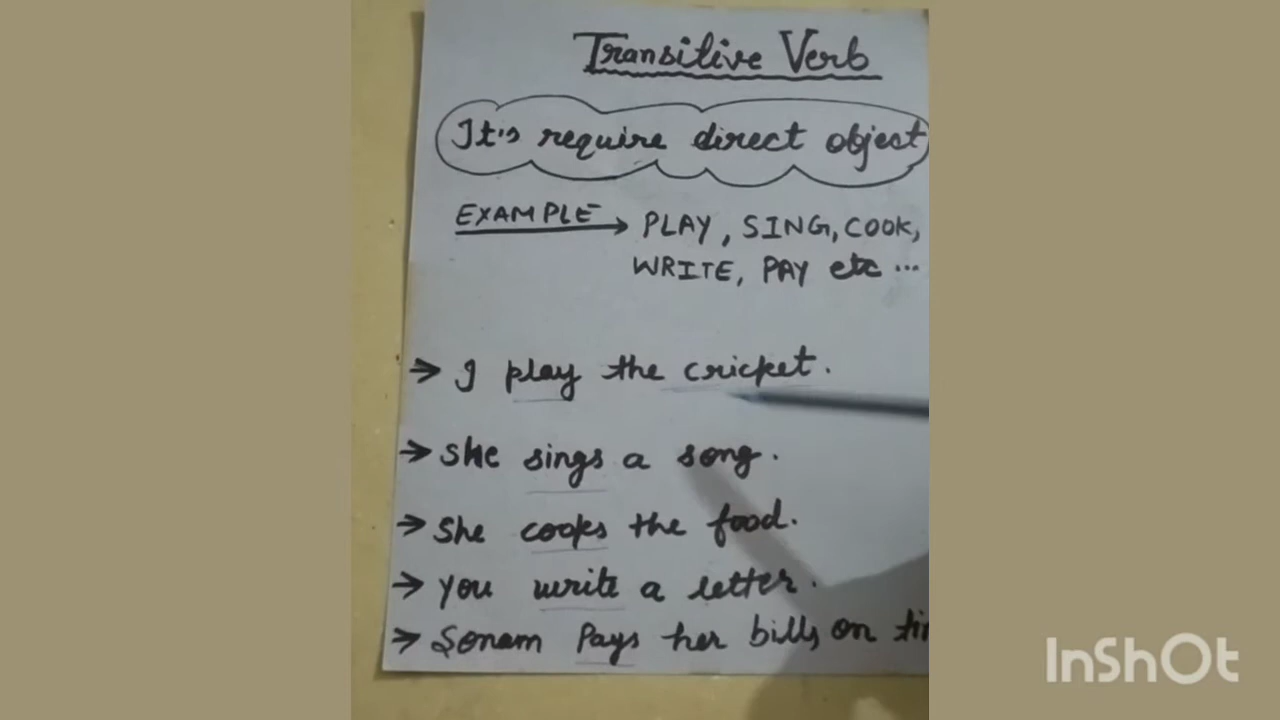 Transitive Verb
It's require direct object
EXAMPLE → PLAY, SING, COOK,
WRITE, PAY etc ...
→ I play the cricket.
→ She sings a song.
→ She cooks the food.
→ You write a letter.
→ Sonam Pays her bills on
InShOt